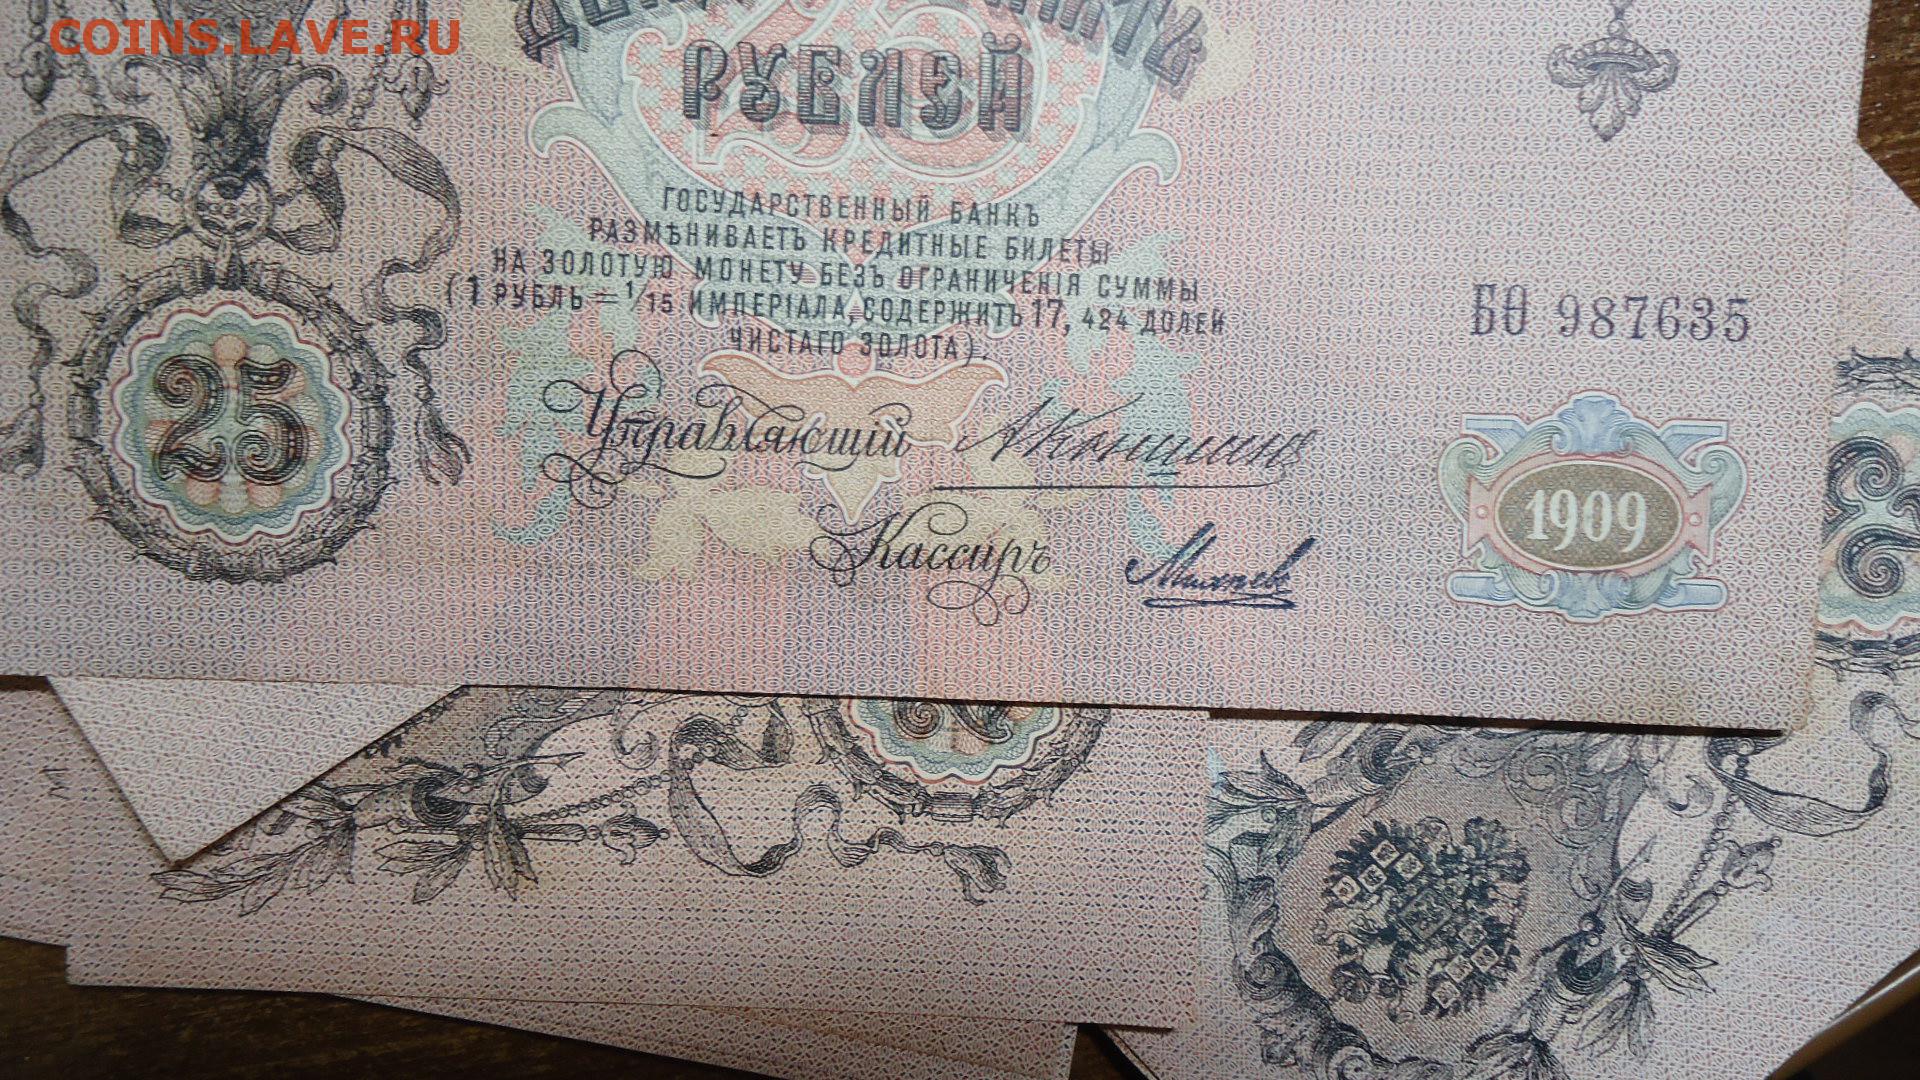 COINS.LAVE.RU
РУБЛЕЙ
ГОСУДАРСТВЕННЫЙ БАНКЪ
РАЗМѢНИВАЕТЪ КРЕДИТНЫЕ БИЛЕТЫ
НА ЗОЛОТУЮ МОНЕТУ БЕЗЪ ОГРАНИЧЕНІЯ СУММЫ
(1 РУБЛЬ = 1/15 ИМПЕРІАЛА, СОДЕРЖИТЪ 17,424 ДОЛЕЙ
ЧИСТАГО ЗОЛОТА).
БѲ 987635
25
Управляющій
Кассиръ
1909